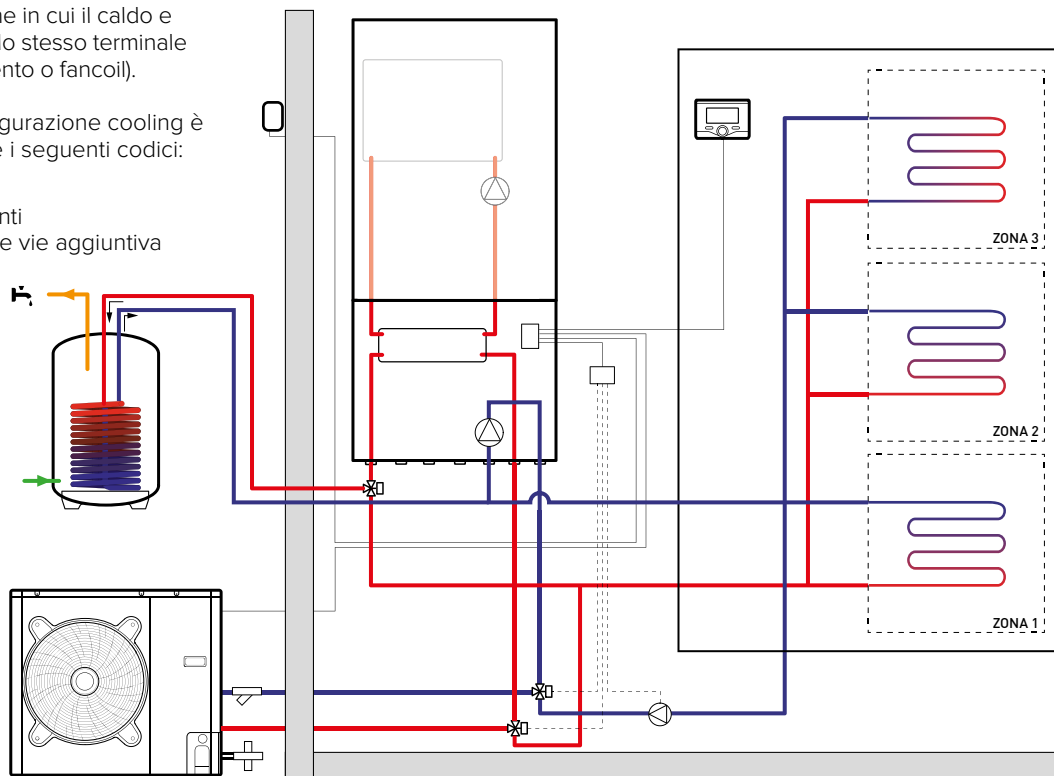 ne in cui il caldo e
lo stesso terminale
ento o fancoil).
gurazione cooling è
e i seguenti codici:
nti
e vie aggiuntiva
ZONA 3
ZONA 2
ZONA 1